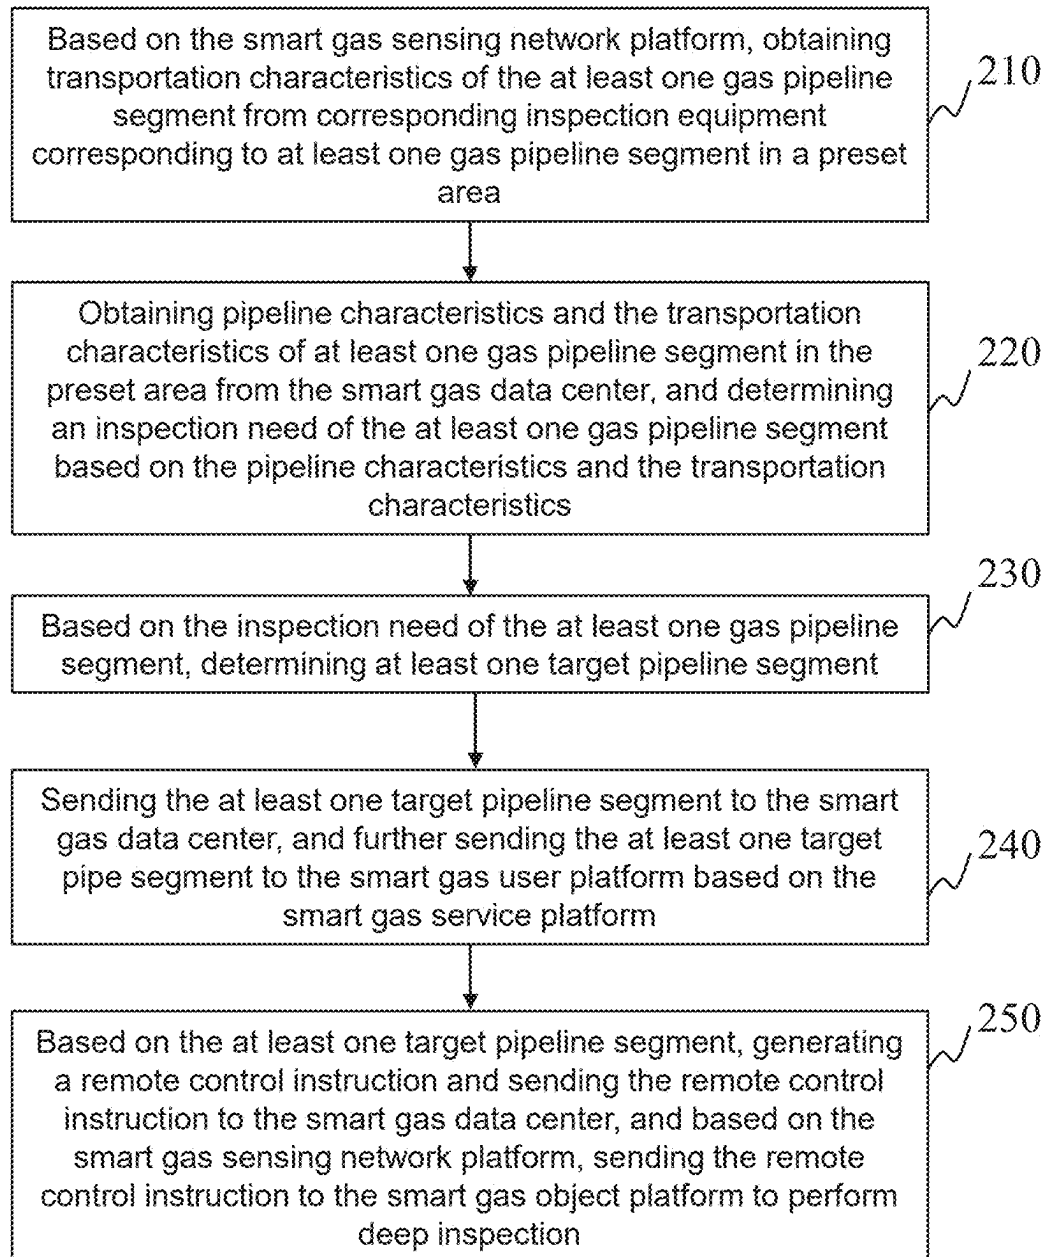 Based on the smart gas sensing network platform, obtaining
transportation characteristics of the at least one gas pipeline
segment from corresponding inspection equipment
corresponding to at least one gas pipeline segment in a preset
area
210
Obtaining pipeline characteristics and the transportation
characteristics of at least one gas pipeline segment in the
preset area from the smart gas data center, and determining
an inspection need of the at least one gas pipeline segment
based on the pipeline characteristics and the transportation
characteristics
220
Based on the inspection need of the at least one gas pipeline
segment, determining at least one target pipeline segment
230
Sending the at least one target pipeline segment to the smart
gas data center, and further sending the at least one target
pipe segment to the smart gas user platform based on the
smart gas service platform
240
Based on the at least one target pipeline segment, generating
a remote control instruction and sending the remote control
instruction to the smart gas data center, and based on the
smart gas sensing network platform, sending the remote
control instruction to the smart gas object platform to perform
deep inspection
250